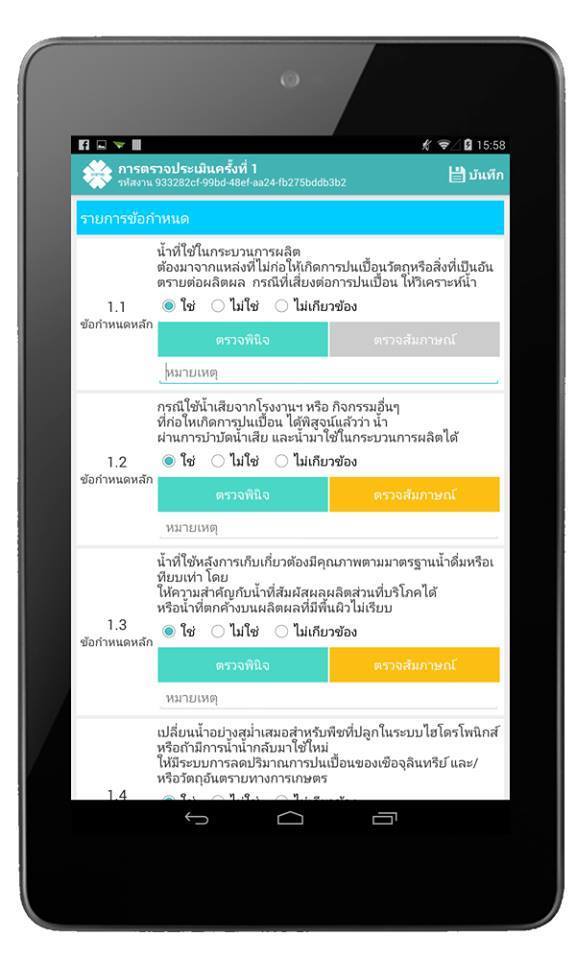 15:58
การตรวจประเมินครั้งที่ 1
รหัสงาน 933282cf-99bd-48ef-aa24-fb275bddb3b2
บันทึก
รายการข้อกำหนด
น้ำที่ใช้ในกระบวนการผลิต
ต้องมาจากแหล่งที่ไม่ก่อให้เกิดการปนเปื้อนวัตถุหรือสิ่งที่เป็นอัน
ตรายต่อผลิตผล กรณีที่เสี่ยงต่อการปนเปื้อน ให้วิเคราะห์น้ำ
1.1
ข้อกำหนดหลัก
ใช่ ไม่ใช่ ไม่เกี่ยวข้อง
ตรวจพินิจ ตรวจสัมภาษณ์
หมายเหตุ
กรณีใช้น้ำเสียจากโรงงานฯ หรือ กิจกรรมอื่นๆ
ที่ก่อให้เกิดการปนเปื้อน ได้พิสูจน์แล้วว่า น้ำ
ผ่านการบำบัดน้ำเสีย และนำมาใช้ในกระบวนการผลิตได้
1.2
ข้อกำหนดหลัก
ใช่ ไม่ใช่ ไม่เกี่ยวข้อง
ตรวจพินิจ ตรวจสัมภาษณ์
หมายเหตุ
น้ำที่ใช้หลังการเก็บเกี่ยวต้องมีคุณภาพตามมาตรฐานน้ำดื่มหรือเ
ทียบเท่า โดย
ให้ความสำคัญกับน้ำที่สัมผัสผลผลิตส่วนที่บริโภคได้
หรือน้ำที่ตกค้างบนผลิตผลที่มีพื้นผิวไม่เรียบ
1.3
ข้อกำหนดหลัก
ใช่ ไม่ใช่ ไม่เกี่ยวข้อง
ตรวจพินิจ ตรวจสัมภาษณ์
หมายเหตุ
เปลี่ยนน้ำอย่างสม่ำเสมอสำหรับพืชที่ปลูกในระบบไฮโดรโพนิกส์
หรือถ้ามีการนำน้ำกลับมาใช้ใหม่
ให้มีระบบการลดปริมาณการปนเปื้อนของเชื้อจุลินทรีย์ และ/
หรือวัตถุอันตรายทางการเกษตร
1.4
ใช่ ไม่ใช่ ไม่เกี่ยวข้อง